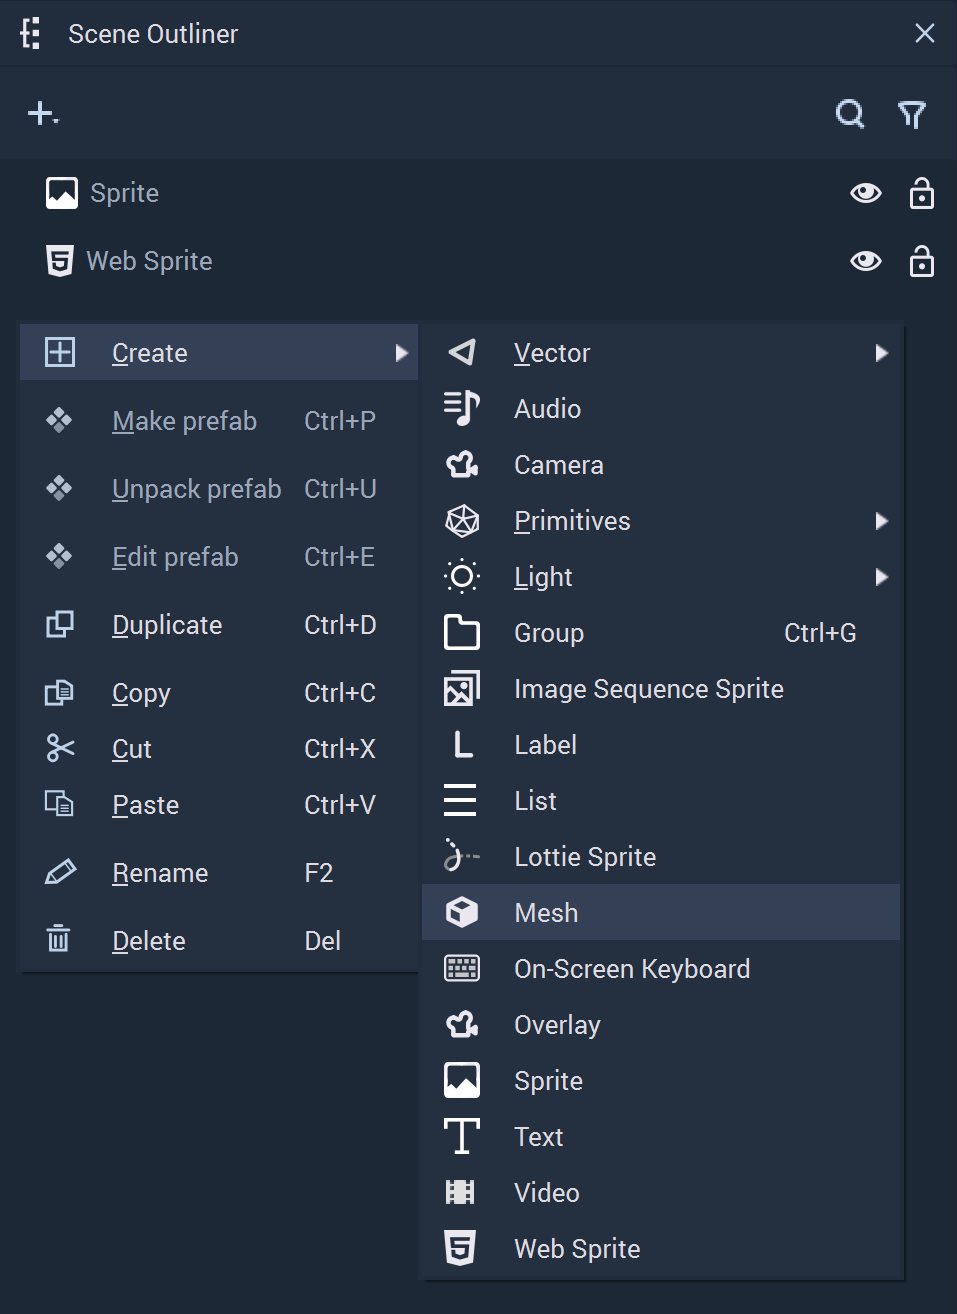 Scene Outliner
Sprite
Web Sprite
Create
Make prefab Ctrl+P
Unpack prefab Ctrl+U
Edit prefab Ctrl+E
Duplicate Ctrl+D
Copy Ctrl+C
Cut Ctrl+X
Paste Ctrl+V
Rename F2
Delete Del
Vector
Audio
Camera
Primitives
Light
Group Ctrl+G
Image Sequence Sprite
Label
List
Lottie Sprite
Mesh
On-Screen Keyboard
Overlay
Sprite
Text
Video
Web Sprite